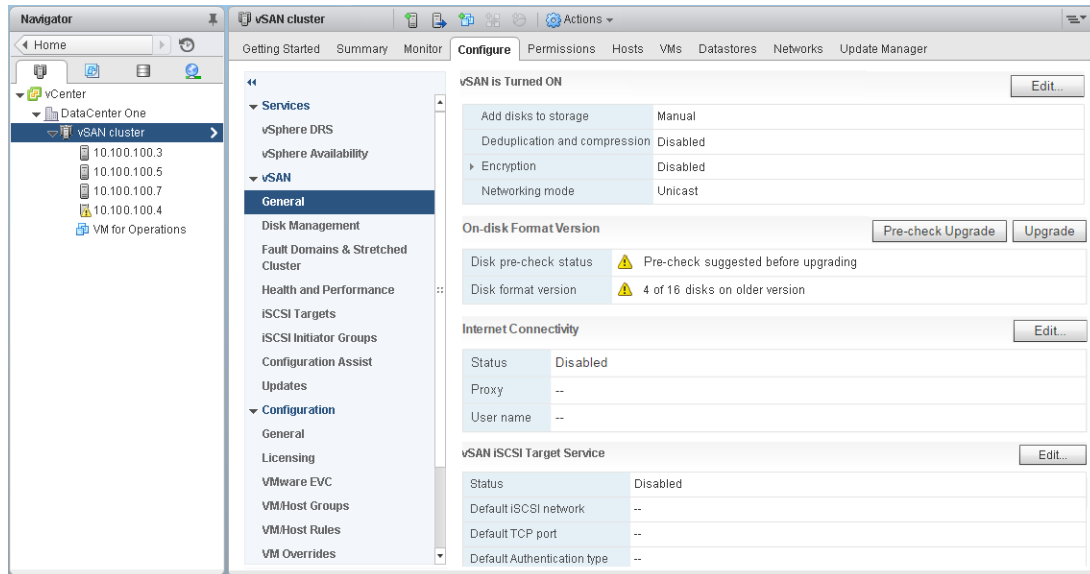 Navigator
Home
vCenter
DataCenter One
vSAN cluster
10.100.100.3
10.100.100.5
10.100.100.7
10.100.100.4
VM for Operations
vSAN cluster
Actions
Getting Started Summary Monitor Configure Permissions Hosts VMs Datastores Networks Update Manager
Services
vSphere DRS
vSphere Availability
vSAN
General
Disk Management
Fault Domains & Stretched
Cluster
Health and Performance
iSCSI Targets
iSCSI Initiator Groups
Configuration Assist
Updates
Configuration
General
Licensing
VMware EVC
VM/Host Groups
VM/Host Rules
VM Overrides
vSAN is Turned ON
Edit...
Add disks to storage Manual
Deduplication and compression Disabled
Encryption Disabled
Networking mode Unicast
On-disk Format Version
Pre-check Upgrade Upgrade
Disk pre-check status Pre-check suggested before upgrading
Disk format version 4 of 16 disks on older version
Internet Connectivity
Edit...
Status Disabled
Proxy --
User name --
vSAN iSCSI Target Service
Edit...
Status Disabled
Default iSCSI network --
Default TCP port --
Default Authentication type --